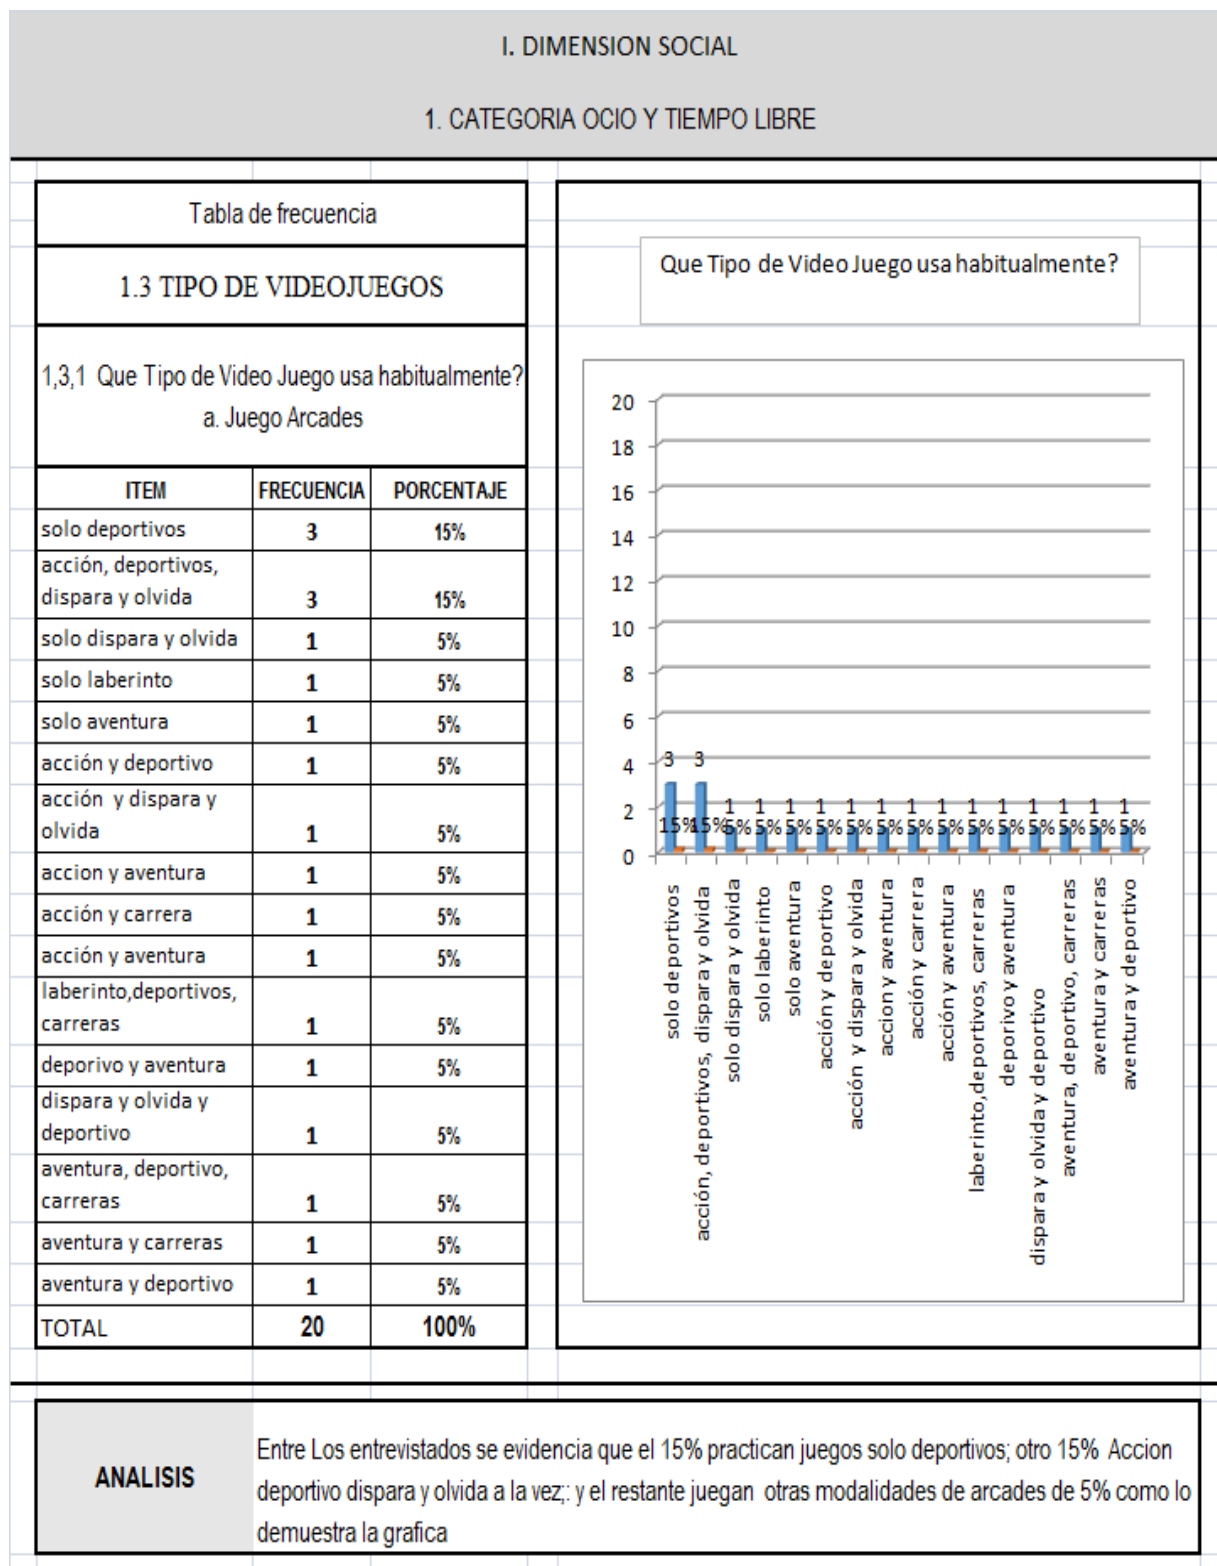 I. DIMENSION SOCIAL
1. CATEGORIA OCIO Y TIEMPO LIBRE
Tabla de frecuencia
1.3 TIPO DE VIDEOJUEGOS
1,3,1 Que Tipo de Video Juego usa habitualmente?
a. Juego Arcades
ITEM FRECUENCIA PORCENTAJE
solo deportivos 3 15%
acción, deportivos,
dispara y olvida 3 15%
solo dispara y olvida 1 5%
solo laberinto 1 5%
solo aventura 1 5%
acción y deportivo 1 5%
acción y dispara y
olvida 1 5%
accion y aventura 1 5%
acción y carrera 1 5%
acción y aventura 1 5%
laberinto,deportivos,
carreras 1 5%
deporivo y aventura 1 5%
dispara y olvida y
deportivo 1 5%
aventura, deportivo,
carreras 1 5%
aventura y carreras 1 5%
aventura y deportivo 1 5%
TOTAL 20 100%
Que Tipo de Video Juego usa habitualmente?
20
18
16
14
12
10
8
6
4
2
0
3 3 1 1 1 1 1 1 1 1 1 1 1 1 1 1
15% 15% 5% 5% 5% 5% 5% 5% 5% 5% 5% 5% 5% 5% 5% 5%
solo deportivos
acción, deportivos, dispara y olvida
solo dispara y olvida
solo laberinto
solo aventura
acción y deportivo
acción y dispara y olvida
accion y aventura
acción y carrera
acción y aventura
laberinto,deportivos, carreras
deporivo y aventura
dispara y olvida y deportivo
aventura, deportivo, carreras
aventura y carreras
aventura y deportivo
ANALISIS
Entre Los entrevistados se evidencia que el 15% practican juegos solo deportivos; otro 15% Accion
deportivo dispara y olvida a la vez;: y el restante juegan otras modalidades de arcades de 5% como lo
demuestra la grafica